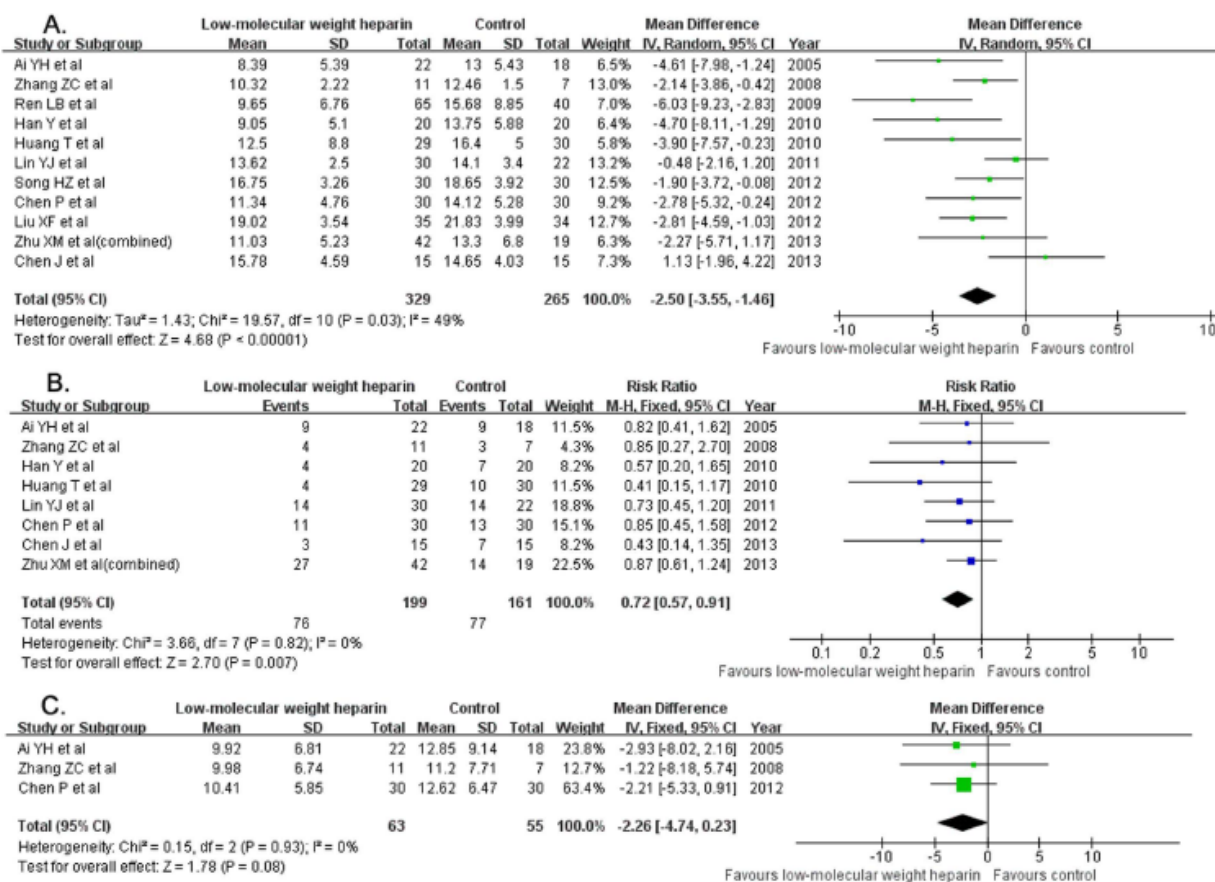 A.
Low-molecular weight heparin Control Mean Difference Mean Difference
Study or Subgroup Mean SD Total Mean SD Total Weight IV, Random, 95% CI Year IV, Random, 95% CI
Ai YH et al 8.39 5.39 22 13 5.43 18 6.5% -4.61 [-7.98, -1.24] 2005
Zhang ZC et al 10.32 2.22 11 12.46 1.5 7 13.0% -2.14 [-3.86, -0.42] 2008
Ren LB et al 9.65 6.76 65 15.68 8.85 40 7.0% -6.03 [-9.23, -2.83] 2009
Han Y et al 9.05 5.1 20 13.75 5.88 20 6.4% -4.70 [-8.11, -1.29] 2010
Huang T et al 12.5 8.8 29 16.4 5 30 5.8% -3.90 [-7.57, -0.23] 2010
Lin YJ et al 13.62 2.5 30 14.1 3.4 22 13.2% -0.48 [-2.16, 1.20] 2011
Song HZ et al 16.75 3.26 30 18.65 3.92 30 12.5% -1.90 [-3.72, -0.08] 2012
Chen P et al 11.34 4.76 30 14.12 5.28 30 9.2% -2.78 [-5.32, -0.24] 2012
Liu XF et al 19.02 3.54 35 21.83 3.99 34 12.7% -2.81 [-4.59, -1.03] 2012
Zhu XM et al(combined) 11.03 5.23 42 13.3 6.8 19 6.3% -2.27 [-5.71, 1.17] 2013
Chen J et al 15.78 4.59 15 14.65 4.03 15 7.3% 1.13 [-1.96, 4.22] 2013
Total (95% CI) 329 265 100.0% -2.50 [-3.55, -1.46]
Heterogeneity: Tau² = 1.43; Chi² = 19.57, df = 10 (P = 0.03); I² = 49%
Test for overall effect: Z = 4.68 (P < 0.00001)
-10 -5 0 5 10
Favours low-molecular weight heparin Favours control
B.
Low-molecular weight heparin Control Risk Ratio Risk Ratio
Study or Subgroup Events Total Events Total Weight M-H, Fixed, 95% CI Year M-H, Fixed, 95% CI
Ai YH et al 9 22 9 18 11.5% 0.82 [0.41, 1.62] 2005
Zhang ZC et al 4 11 3 7 4.3% 0.85 [0.27, 2.70] 2008
Han Y et al 4 20 7 20 8.2% 0.57 [0.20, 1.65] 2010
Huang T et al 4 29 10 30 11.5% 0.41 [0.15, 1.17] 2010
Lin YJ et al 14 30 14 22 18.8% 0.73 [0.45, 1.20] 2011
Chen P et al 11 30 13 30 15.1% 0.85 [0.45, 1.58] 2012
Chen J et al 3 15 7 15 8.2% 0.43 [0.14, 1.35] 2013
Zhu XM et al(combined) 27 42 14 19 22.5% 0.87 [0.61, 1.24] 2013
Total (95% CI) 199 161 100.0% 0.72 [0.57, 0.91]
Total events 76 77
Heterogeneity: Chi² = 3.66, df = 7 (P = 0.82); I² = 0%
Test for overall effect: Z = 2.70 (P = 0.007)
0.1 0.2 0.5 1 2 5 10
Favours low-molecular weight heparin Favours control
C.
Low-molecular weight heparin Control Mean Difference Mean Difference
Study or Subgroup Mean SD Total Mean SD Total Weight IV, Fixed, 95% CI Year IV, Fixed, 95% CI
Ai YH et al 9.92 6.81 22 12.85 9.14 18 23.8% -2.93 [-8.02, 2.16] 2005
Zhang ZC et al 9.98 6.74 11 11.2 7.71 7 12.7% -1.22 [-8.18, 5.74] 2008
Chen P et al 10.41 5.85 30 12.62 6.47 30 63.4% -2.21 [-5.33, 0.91] 2012
Total (95% CI) 63 55 100.0% -2.26 [-4.74, 0.23]
Heterogeneity: Chi² = 0.15, df = 2 (P = 0.93); I² = 0%
Test for overall effect: Z = 1.78 (P = 0.08)
-10 -5 0 5 10
Favours low-molecular weight heparin Favours control